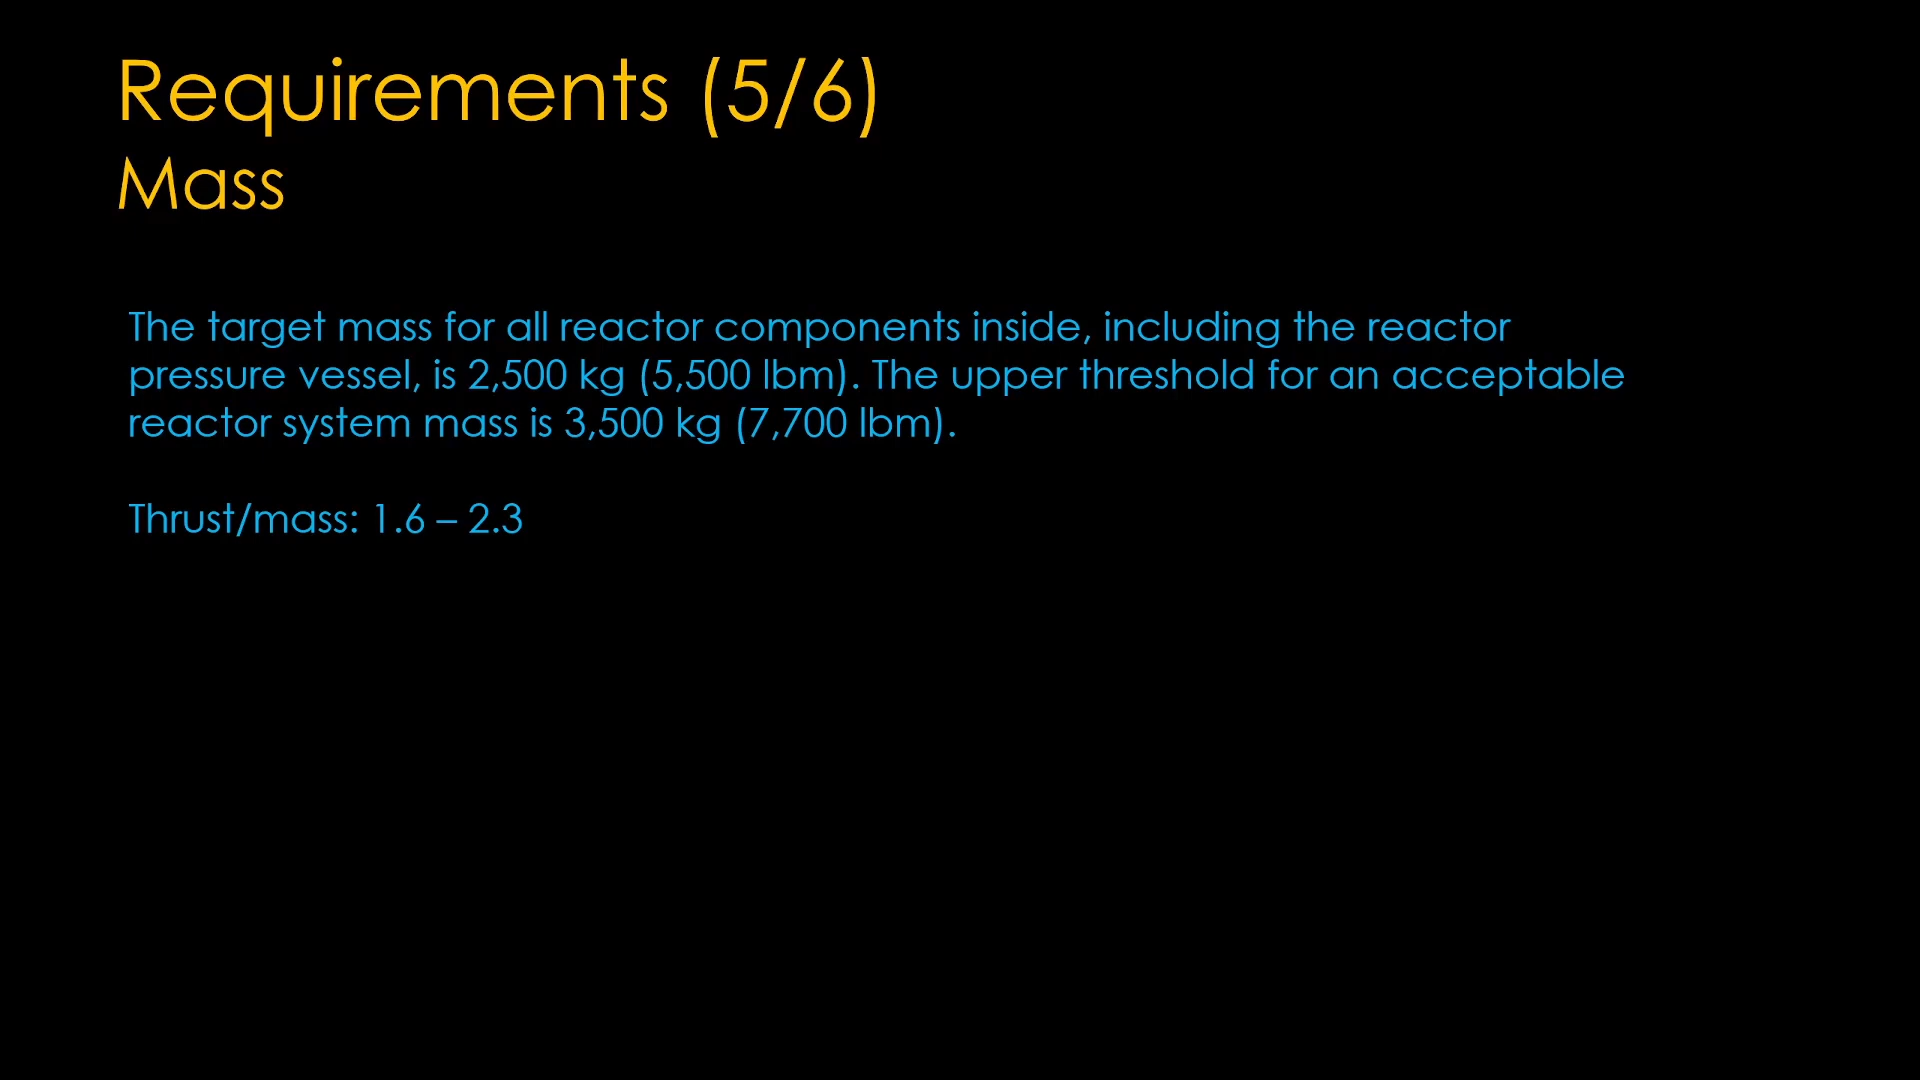 Requirements (5/6)
Mass
The target mass for all reactor components inside, including the reactor
pressure vessel, is 2,500 kg (5,500 lbm). The upper threshold for an acceptable
reactor system mass is 3,500 kg (7,700 lbm).
Thrust/mass: 1.6 – 2.3